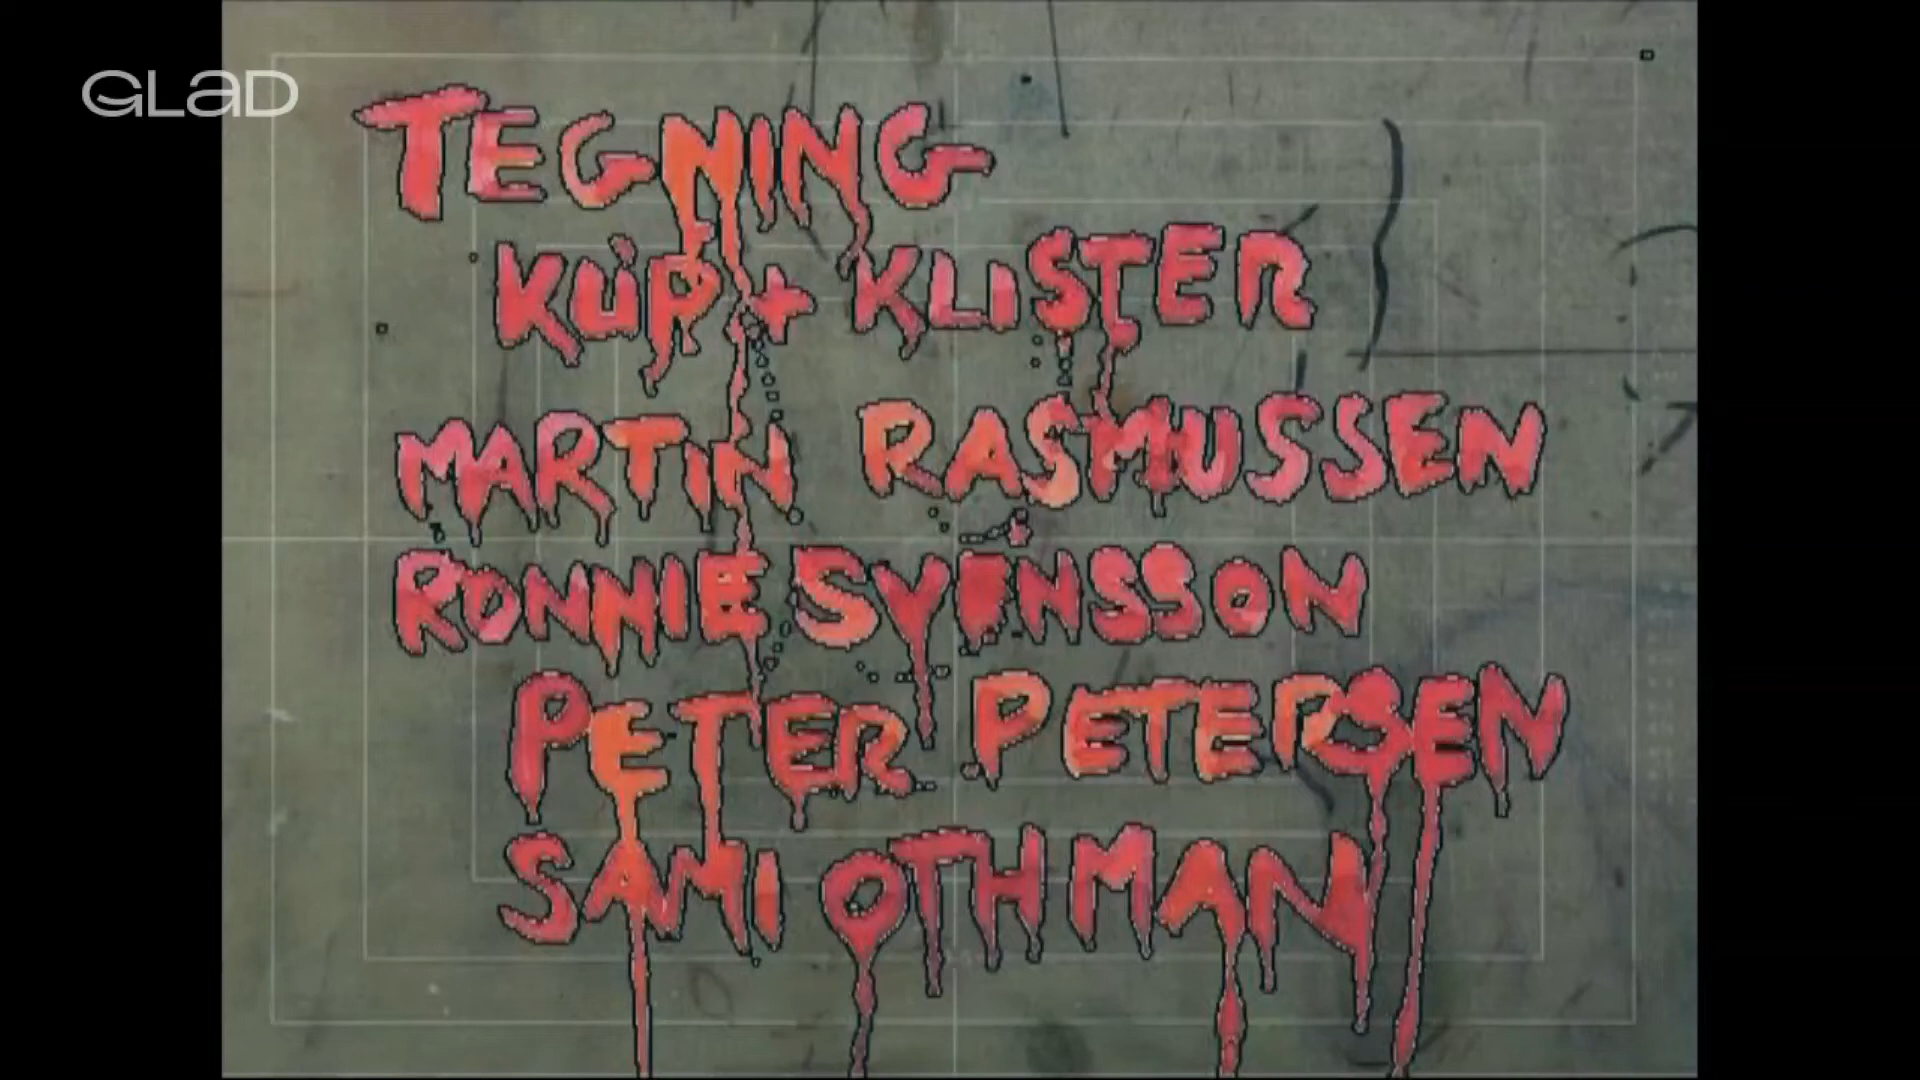 GLAD
TEGNING
KLIP + KLISTER
MARTIN RASMUSSEN
RONNIE SVENSSON
PETER PETERSEN
SAMI OTHMAN